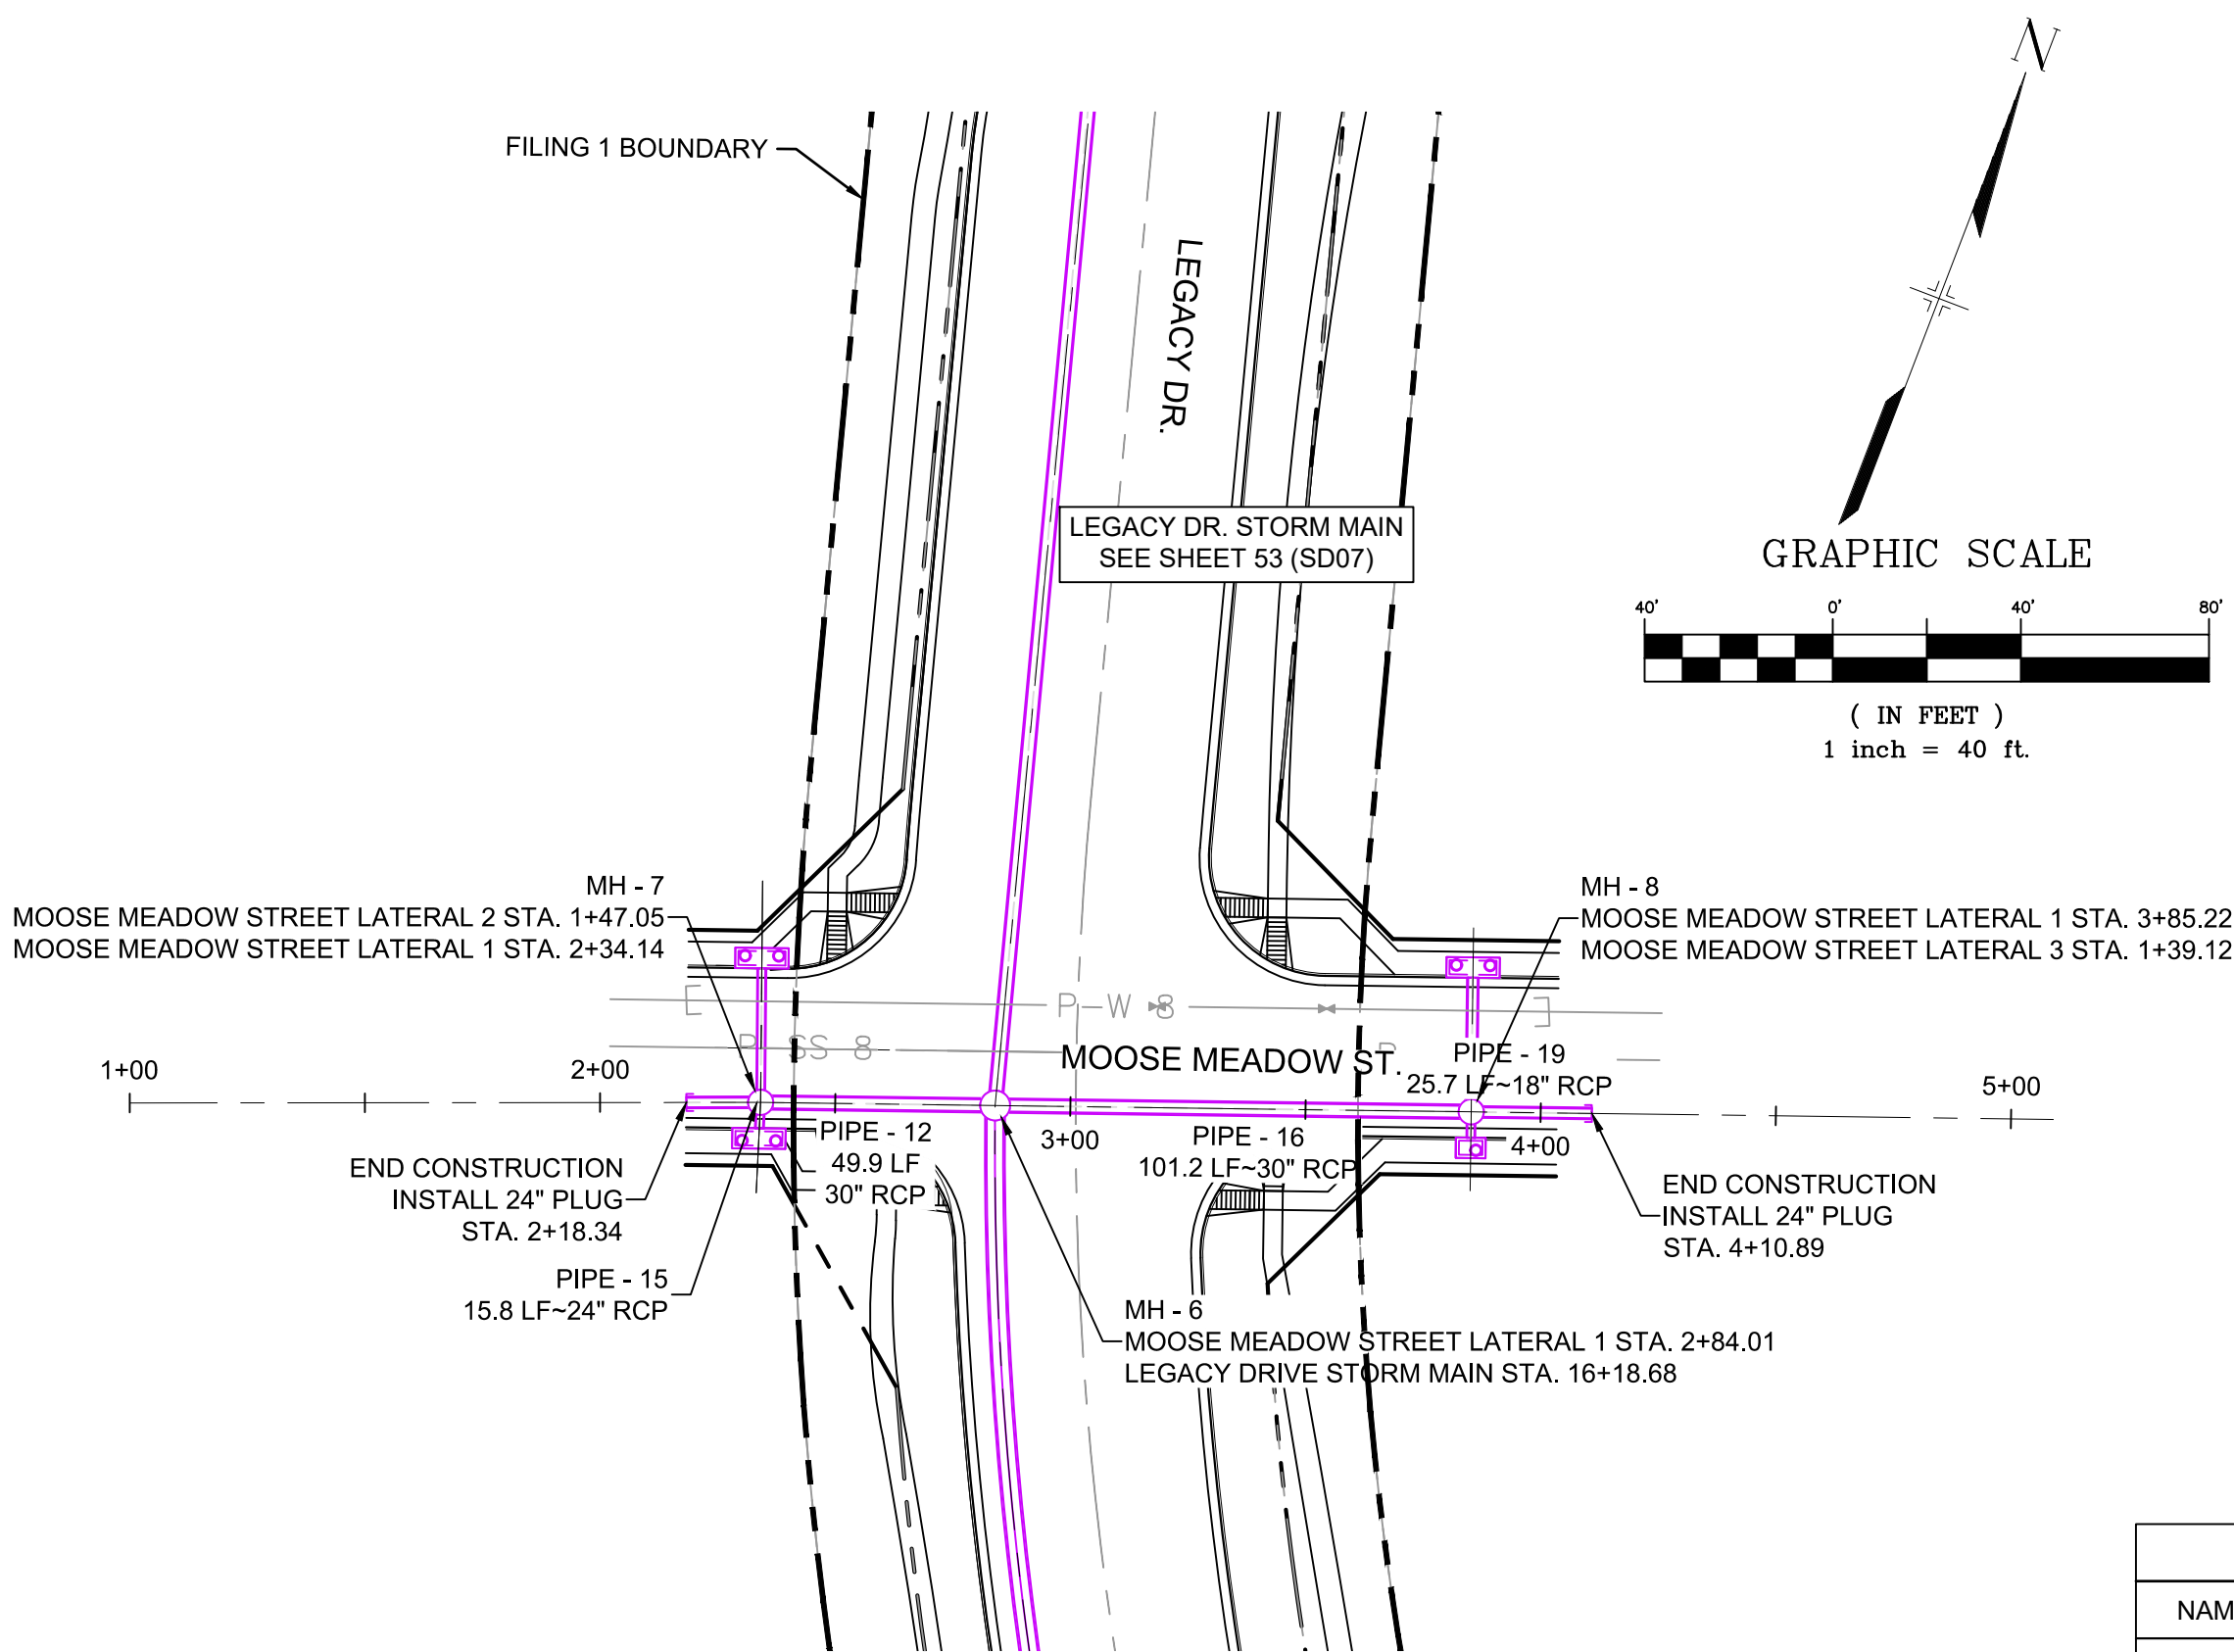 N
FILING 1 BOUNDARY
LEGACY DR.
LEGACY DR. STORM MAIN
SEE SHEET 53 (SD07)
GRAPHIC SCALE
40' 0' 40' 80'
( IN FEET )
1 inch = 40 ft.
MH - 7
MOOSE MEADOW STREET LATERAL 2 STA. 1+47.05
MOOSE MEADOW STREET LATERAL 1 STA. 2+34.14
MH - 8
MOOSE MEADOW STREET LATERAL 1 STA. 3+85.22
MOOSE MEADOW STREET LATERAL 3 STA. 1+39.12
P W 8
P SS 8
P
MOOSE MEADOW ST.
PIPE - 19
25.7 LF~18" RCP
1+00
2+00
3+00
4+00
5+00
PIPE - 12
49.9 LF
30" RCP
PIPE - 16
101.2 LF~30" RCP
END CONSTRUCTION
INSTALL 24" PLUG
STA. 2+18.34
END CONSTRUCTION
INSTALL 24" PLUG
STA. 4+10.89
PIPE - 15
15.8 LF~24" RCP
MH - 6
MOOSE MEADOW STREET LATERAL 1 STA. 2+84.01
LEGACY DRIVE STORM MAIN STA. 16+18.68
NAM